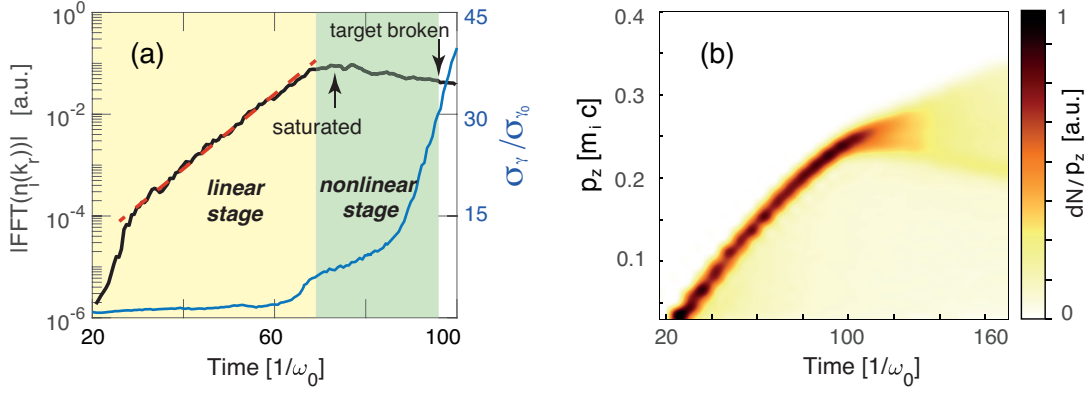 (a)
10^0
10^-2
10^-4
10^-6
|FFT(n_i(k_r))| [a.u.]
target broken
saturated
linear
stage
nonlinear
stage
45
30
15
σ_γ/σ_γ0
20
60
100
Time [1/ω_0]
(b)
0.4
0.3
0.2
0.1
p_z [m_i c]
20
100
160
Time [1/ω_0]
1
0
dN/p_z [a.u.]